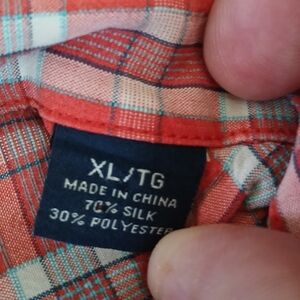 XL/TG
MADE IN CHINA
70% SILK
30% POLYESTER